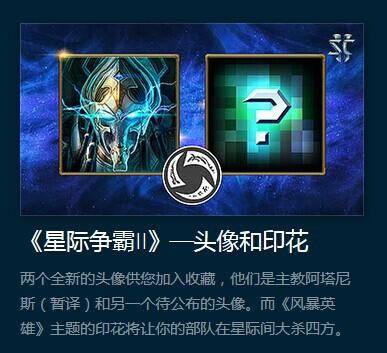 《星际争霸II》—头像和印花
两个全新的头像供您加入收藏，他们是主教阿塔尼
斯（暂译）和另一个待公布的头像。而《风暴英
雄》主题的印花将让你的部队在星际间大杀四方。